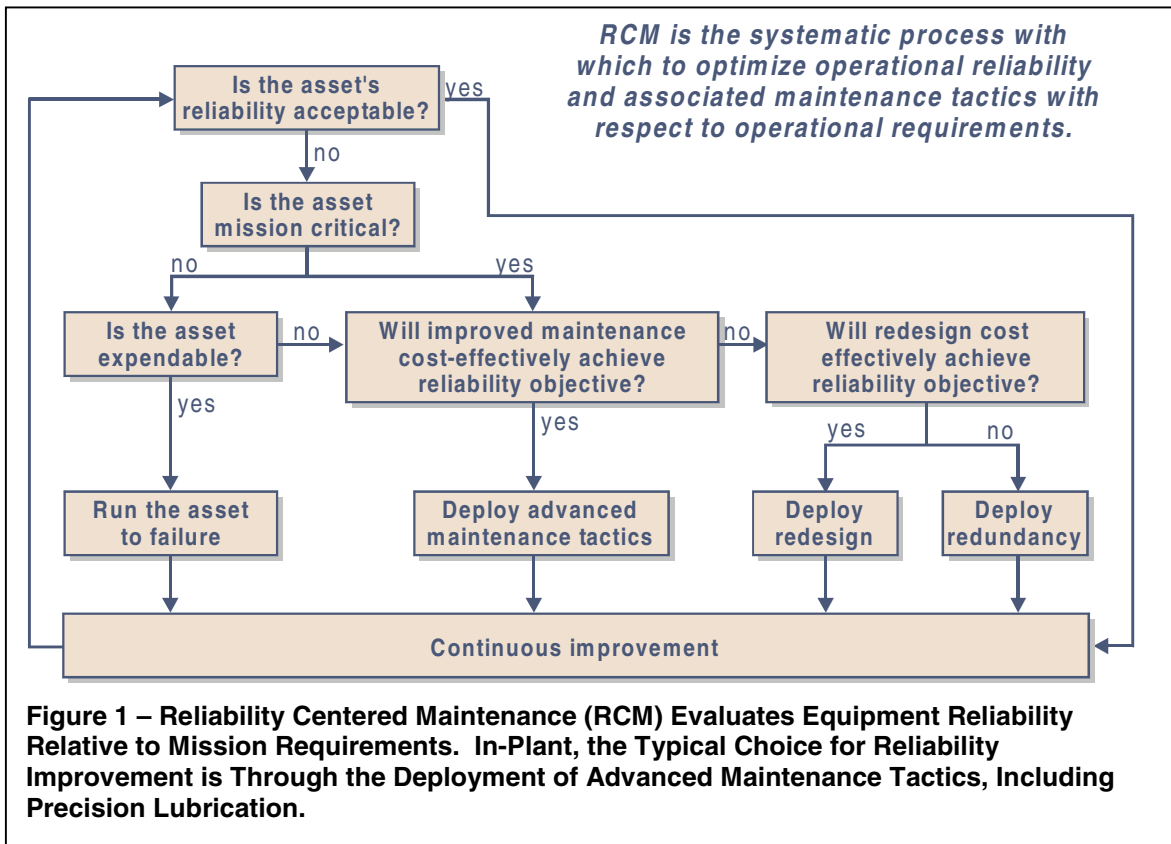 RCM is the systematic process with
which to optimize operational reliability
and associated maintenance tactics with
respect to operational requirements.
Is the asset's
reliability acceptable?
yes
no
Is the asset
mission critical?
no
yes
Is the asset
expendable?
no
Will improved maintenance
cost-effectively achieve
reliability objective?
no
Will redesign cost
effectively achieve
reliability objective?
yes
yes
yes
no
Run the asset
to failure
Deploy advanced
maintenance tactics
Deploy
redesign
Deploy
redundancy
Continuous improvement
Figure 1 – Reliability Centered Maintenance (RCM) Evaluates Equipment Reliability
Relative to Mission Requirements. In-Plant, the Typical Choice for Reliability
Improvement is Through the Deployment of Advanced Maintenance Tactics, Including
Precision Lubrication.